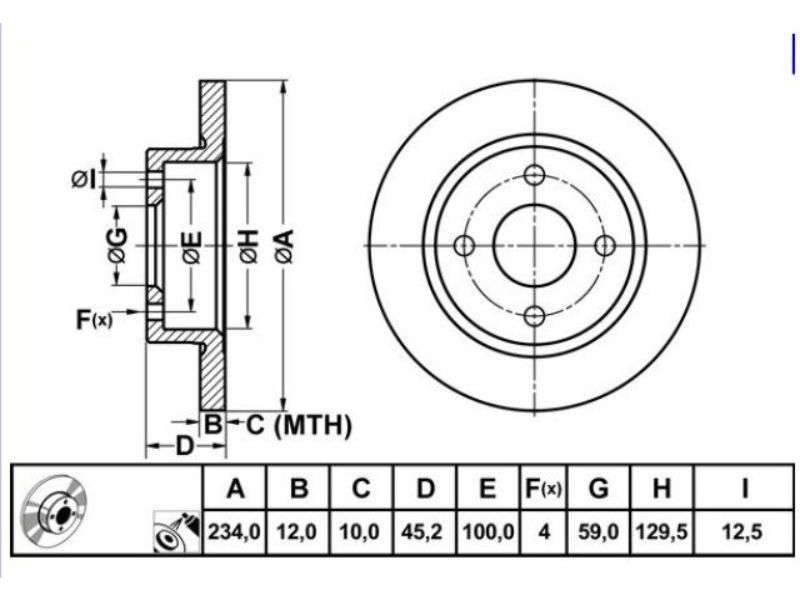 ØI
ØG
ØE
ØH
ØA
F(x)
B
C (MTH)
D
A B C D E F(x) G H I
234,0 12,0 10,0 45,2 100,0 4 59,0 129,5 12,5